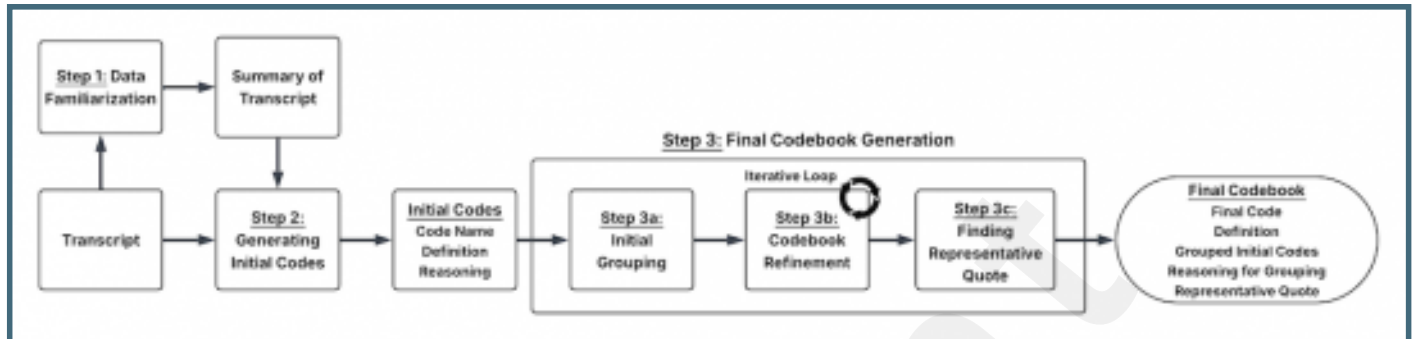 Step 1: Data
Familiarization
Summary of
Transcript
Transcript
Step 2:
Generating
Initial Codes
Initial Codes
Code Name
Definition
Reasoning
Step 3: Final Codebook Generation
Step 3a:
Initial
Grouping
Iterative Loop
Step 3b:
Codebook
Refinement
Step 3c:
Finding
Representative
Quote
Final Codebook
Final Code
Definition
Grouped Initial Codes
Reasoning for Grouping
Representative Quote